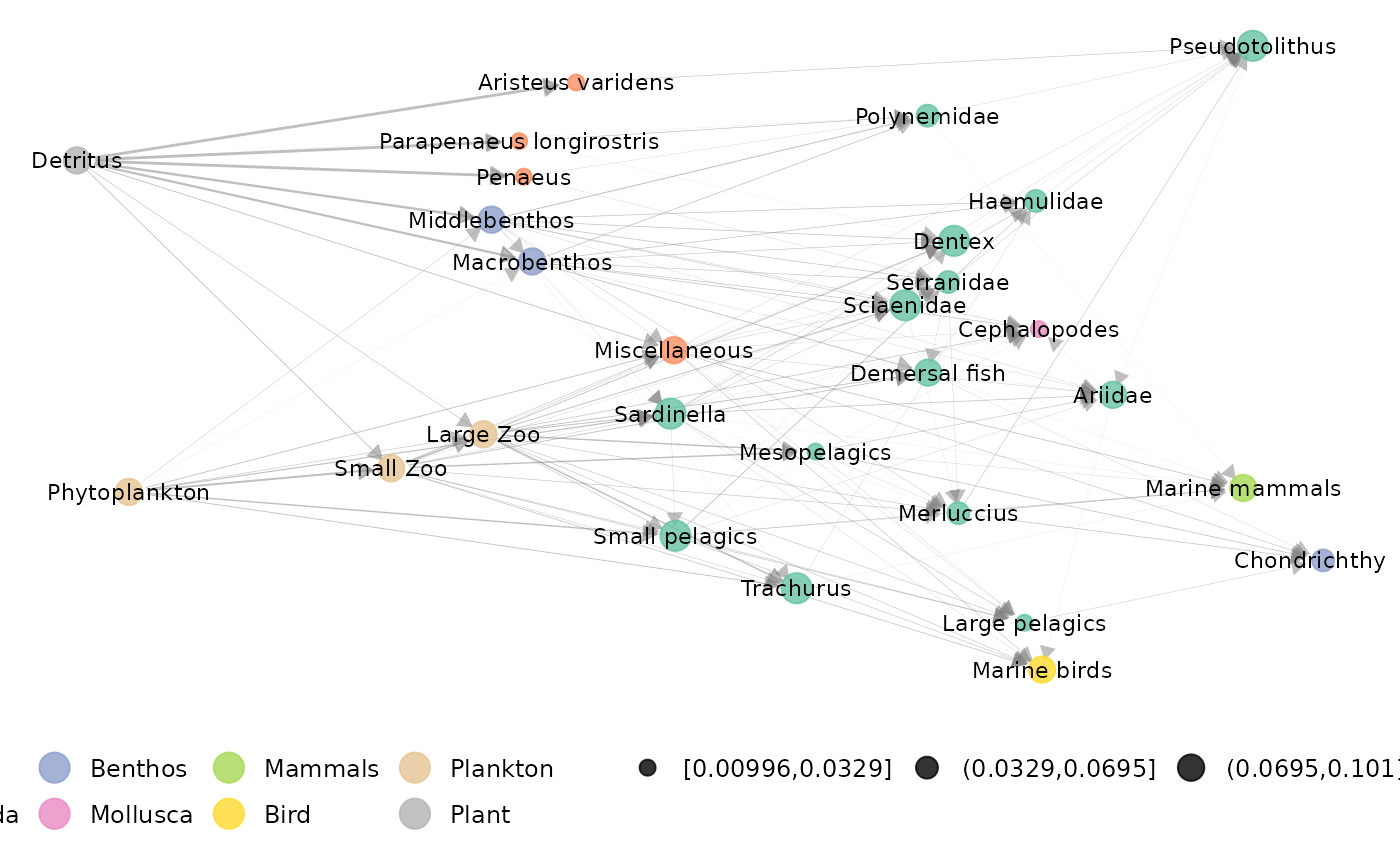 Pseudotolithus
Aristeus varidens
Polynemidae
Parapenaeus longirostris
Detritus
Penaeus
Haemulidae
Middlebenthos
Dentex
Macrobenthos
Serranidae
Sciaenidae
Cephalopodes
Miscellaneous
Demersal fish
Ariidae
Sardinella
Large Zoo
Mesopelagics
Small Zoo
Phytoplankton
Marine mammals
Merluccius
Small pelagics
Chondrichthy
Trachurus
Large pelagics
Marine birds
Benthos Mammals Plankton [0.00996,0.0329] (0.0329,0.0695] (0.0695,0.101]
da Mollusca Bird Plant